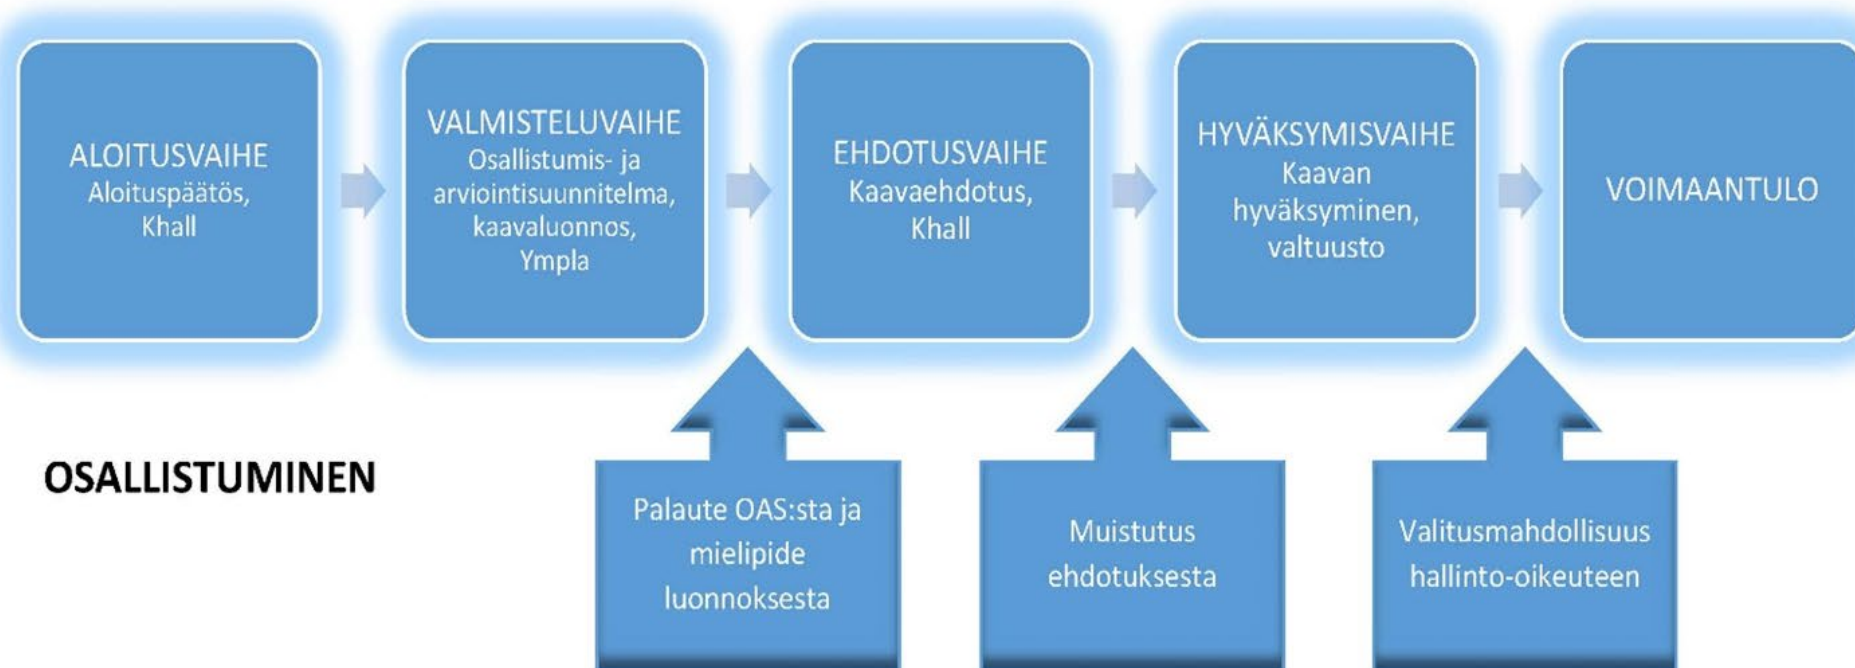 ALOITUSVAIHE
Aloituspäätös,
Khall
VALMISTELUVAIHE
Osallistumis- ja
arviointisuunnitelma,
kaavaluonnos,
Ympla
EHDOTUSVAIHE
Kaavaehdotus,
Khall
HYVÄKSYMISVAIHE
Kaavan
hyväksyminen,
valtuusto
VOIMAANTULO
OSALLISTUMINEN
Palaute OAS:sta ja
mielipide
luonnoksesta
Muistutus
ehdotuksesta
Valitusmahdollisuus
hallinto-oikeuteen